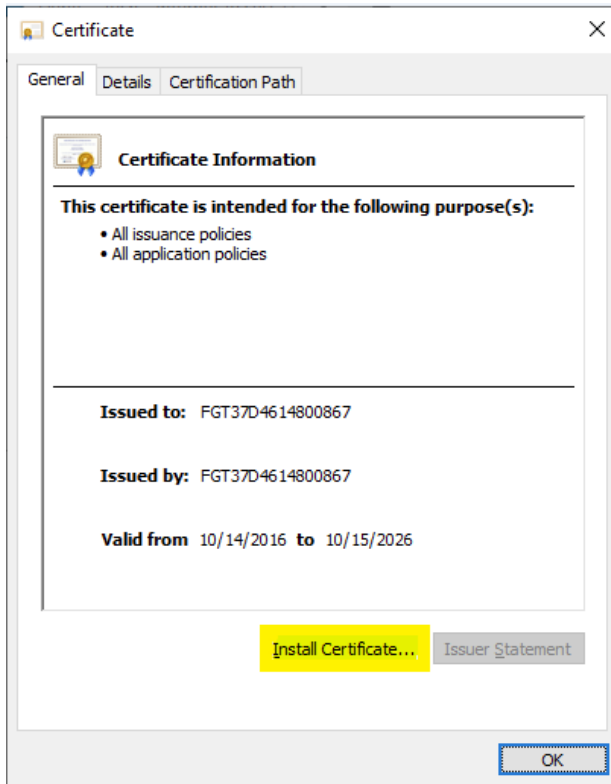 Certificate
General Details Certification Path
Certificate Information
This certificate is intended for the following purpose(s):
• All issuance policies
• All application policies
Issued to: FGT37D4614800867
Issued by: FGT37D4614800867
Valid from 10/14/2016 to 10/15/2026
Install Certificate... Issuer Statement
OK